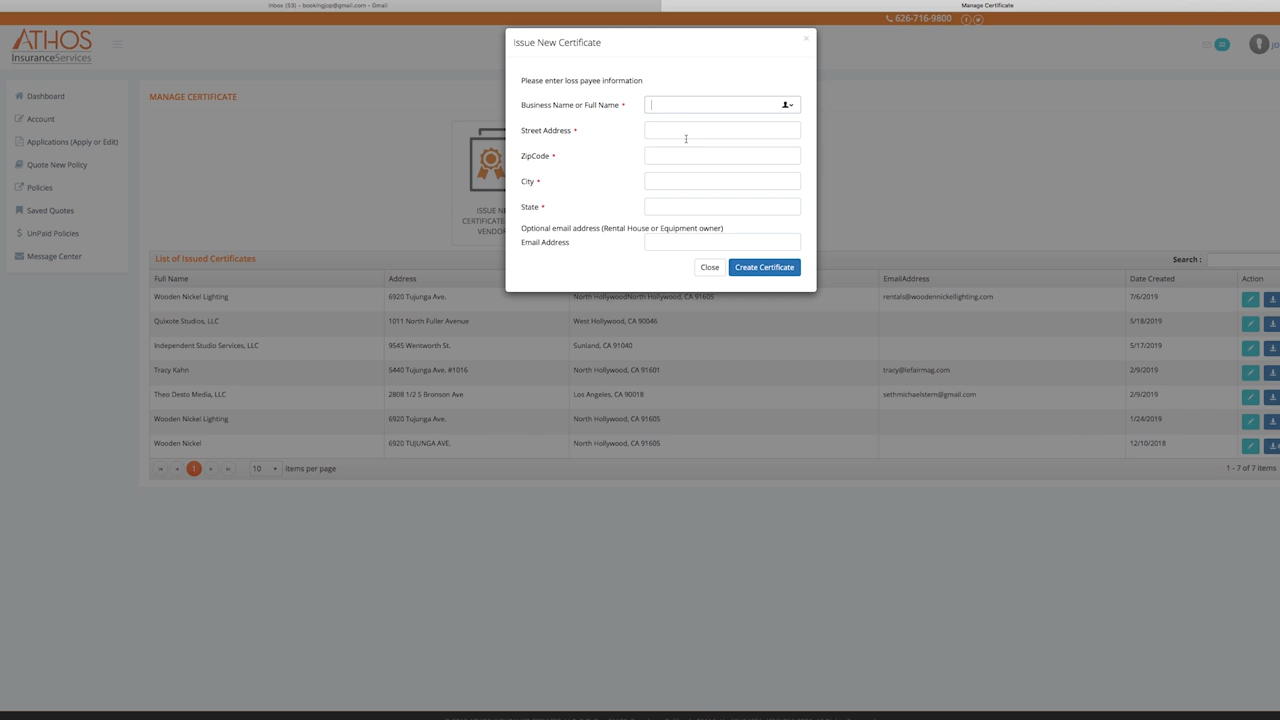 Inbox (53) - bookingjop@gmail.com - Gmail
Manage Certificate
626-716-9800
ATHOS
InsuranceServices
Dashboard
Account
Applications (Apply or Edit)
Quote New Policy
Policies
Saved Quotes
UnPaid Policies
Message Center
MANAGE CERTIFICATE
ISSUE NE
CERTIFICATE
VENDOR
Issue New Certificate
×
Please enter loss payee information
Business Name or Full Name *
Street Address *
ZipCode *
City *
State *
Optional email address (Rental House or Equipment owner)
Email Address
Close
Create Certificate
List of Issued Certificates
Search :
Full Name Address EmailAddress Date Created Action
Wooden Nickel Lighting 6920 Tujunga Ave. North HollywoodNorth Hollywood, CA 91605 rentals@woodennickellighting.com 7/6/2019
Quixote Studios, LLC 1011 North Fuller Avenue West Hollywood, CA 90046 5/18/2019
Independent Studio Services, LLC 9545 Wentworth St. Sunland, CA 91040 5/17/2019
Tracy Kahn 5440 Tujunga Ave. #1016 North Hollywood, CA 91601 tracy@lefairmag.com 2/9/2019
Theo Desto Media, LLC 2808 1/2 S Bronson Ave Los Angeles, CA 90018 sethmichaelstern@gmail.com 2/9/2019
Wooden Nickel Lighting 6920 Tujunga Ave. North Hollywood, CA 91605 1/24/2019
Wooden Nickel 6920 TUJUNGA AVE. North Hollywood, CA 91605 12/10/2018
1 10 items per page
1 - 7 of 7 items